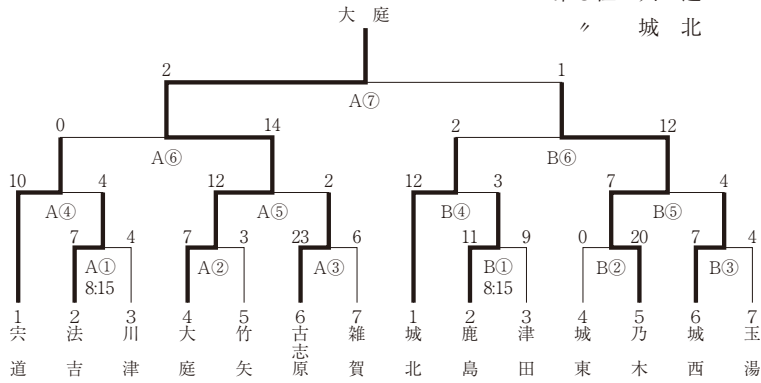 大 庭
〃 城 北
2 1
A⑦
0 14 2 12
A⑥ B⑥
10 4 12 2 12 3 7 4
A④ A⑤ B④ B⑤
7 4 7 3 23 6 11 9 0 20 7 4
A① A② A③ B① B② B③
8:15 8:15
1 2 3 4 5 6 7 1 2 3 4 5 6 7
宍道 法吉 川津 大庭 竹矢 古志原 雑賀 城北 鹿島 津田 城東 乃木 城西 玉湯